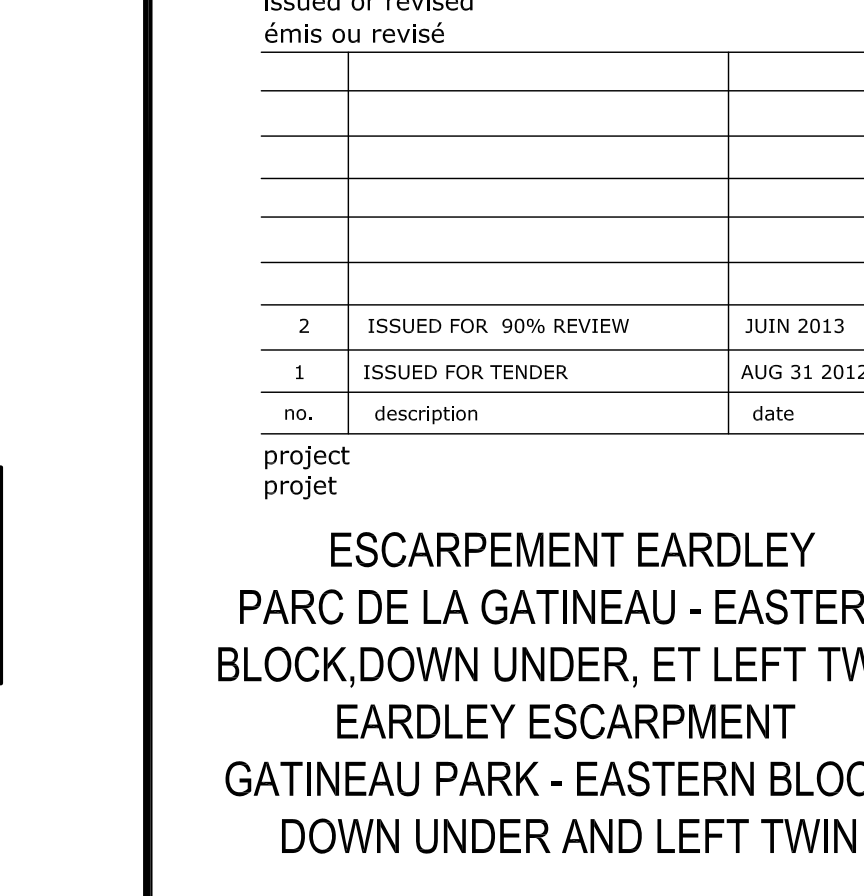 issued or revised
émis ou revisé
2 ISSUED FOR 90% REVIEW JUIN 2013
1 ISSUED FOR TENDER AUG 31 2012
no. description date
project
projet
ESCARPEMENT EARDLEY
PARC DE LA GATINEAU - EASTER
BLOCK,DOWN UNDER, ET LEFT TW
EARDLEY ESCARPMENT
GATINEAU PARK - EASTERN BLOC
DOWN UNDER AND LEFT TWIN